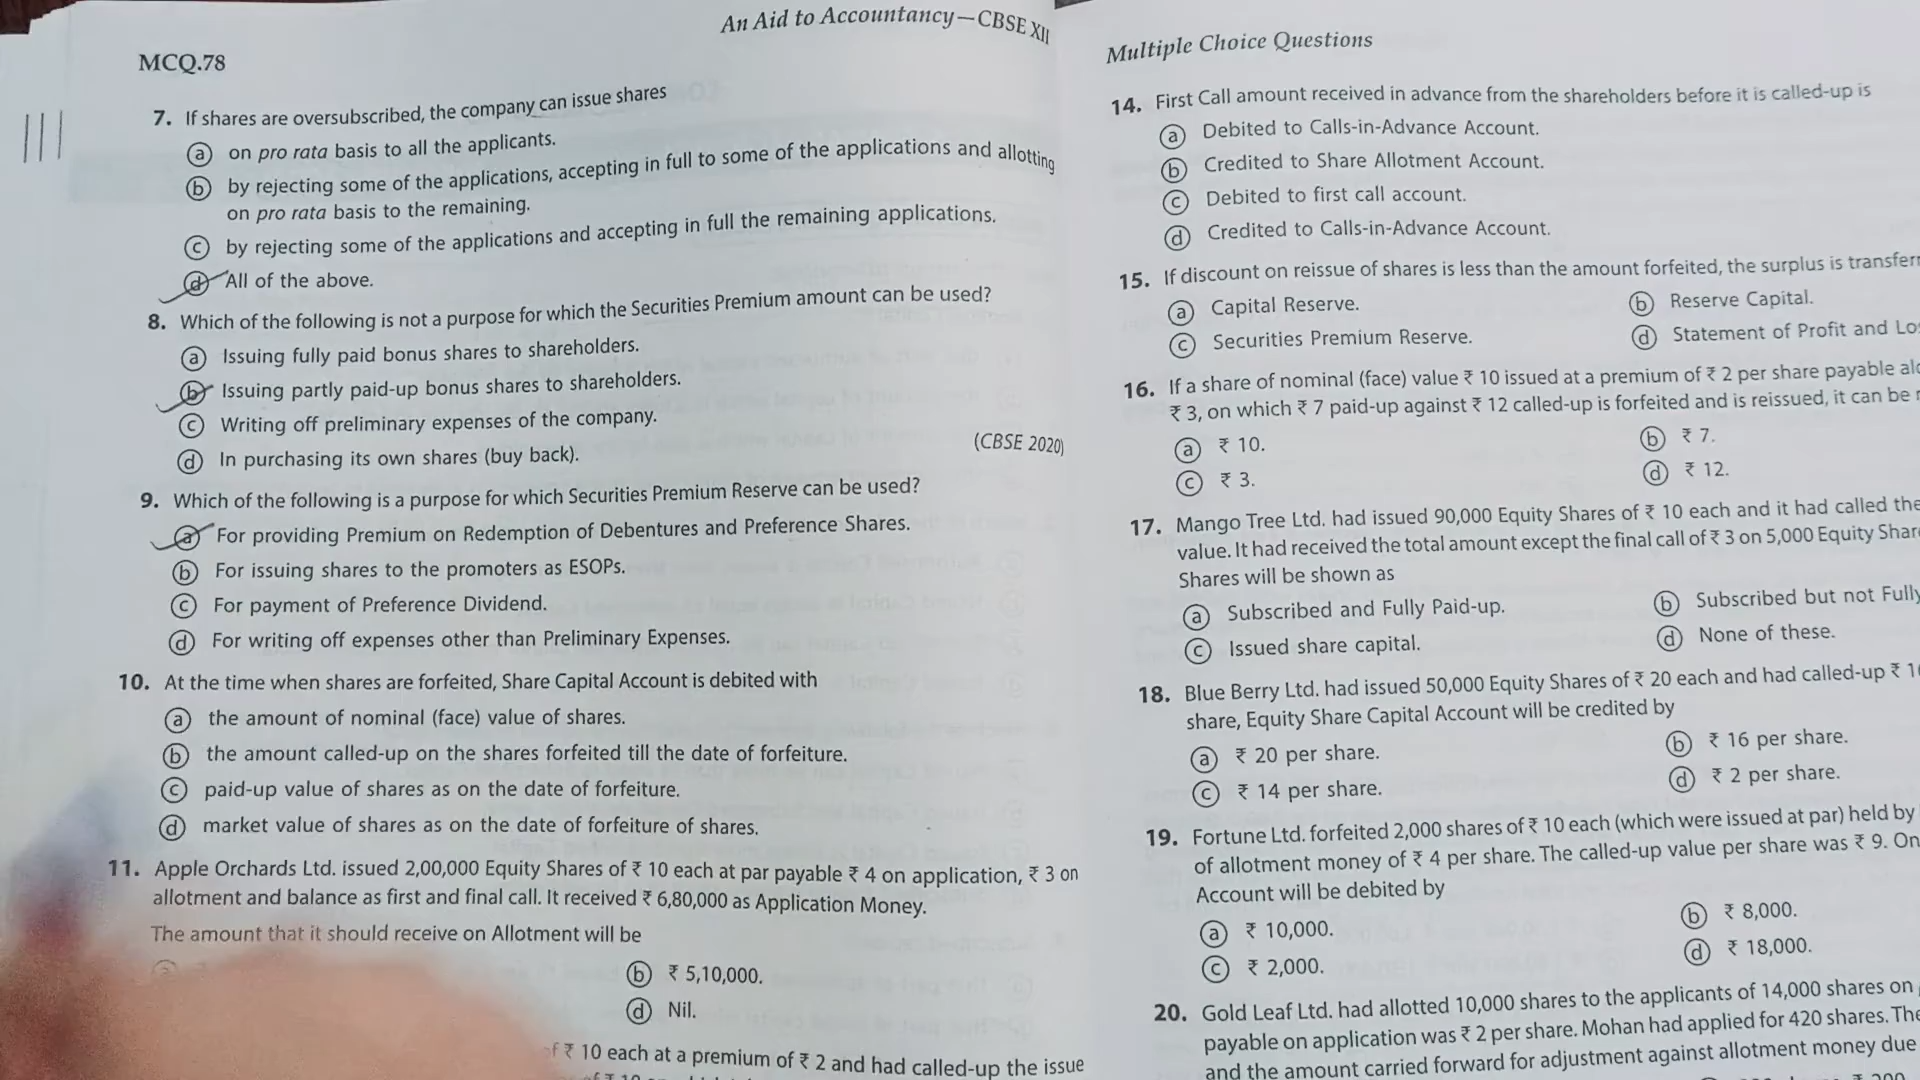 An Aid to Accountancy—CBSE XII
MCQ.78
7. If shares are oversubscribed, the company can issue shares
(a) on pro rata basis to all the applicants.
(b) by rejecting some of the applications, accepting in full to some of the applications and allotting
on pro rata basis to the remaining.
(c) by rejecting some of the applications and accepting in full the remaining applications.
(d) All of the above.
8. Which of the following is not a purpose for which the Securities Premium amount can be used?
(a) Issuing fully paid bonus shares to shareholders.
(b) Issuing partly paid-up bonus shares to shareholders.
(c) Writing off preliminary expenses of the company.
(d) In purchasing its own shares (buy back).
(CBSE 2020)
9. Which of the following is a purpose for which Securities Premium Reserve can be used?
(a) For providing Premium on Redemption of Debentures and Preference Shares.
(b) For issuing shares to the promoters as ESOPs.
(c) For payment of Preference Dividend.
(d) For writing off expenses other than Preliminary Expenses.
10. At the time when shares are forfeited, Share Capital Account is debited with
(a) the amount of nominal (face) value of shares.
(b) the amount called-up on the shares forfeited till the date of forfeiture.
(c) paid-up value of shares as on the date of forfeiture.
(d) market value of shares as on the date of forfeiture of shares.
11. Apple Orchards Ltd. issued 2,00,000 Equity Shares of ₹ 10 each at par payable ₹ 4 on application, ₹ 3 on
allotment and balance as first and final call. It received ₹ 6,80,000 as Application Money.
The amount that it should receive on Allotment will be
(b) ₹ 5,10,000.
(d) Nil.
of ₹ 10 each at a premium of ₹ 2 and had called-up the issue
Multiple Choice Questions
14. First Call amount received in advance from the shareholders before it is called-up is
(a) Debited to Calls-in-Advance Account.
(b) Credited to Share Allotment Account.
(c) Debited to first call account.
(d) Credited to Calls-in-Advance Account.
15. If discount on reissue of shares is less than the amount forfeited, the surplus is
(a) Capital Reserve.
(b) Reserve Capital.
(c) Securities Premium Reserve.
(d) Statement of Profit and
16. If a share of nominal (face) value ₹ 10 issued at a premium of ₹ 2 per share payable
₹ 3, on which ₹ 7 paid-up against ₹ 12 called-up is forfeited and is reissued, it can be
(a) ₹ 10.
(b) ₹ 7.
(c) ₹ 3.
(d) ₹ 12.
17. Mango Tree Ltd. had issued 90,000 Equity Shares of ₹ 10 each and it had called the
value. It had received the total amount except the final call of ₹ 3 on 5,000 Equity
Shares will be shown as
(a) Subscribed and Fully Paid-up.
(b) Subscribed but not Fully
(c) Issued share capital.
(d) None of these.
18. Blue Berry Ltd. had issued 50,000 Equity Shares of ₹ 20 each and had called-up ₹
share, Equity Share Capital Account will be credited by
(a) ₹ 20 per share.
(b) ₹ 16 per share.
(c) ₹ 14 per share.
(d) ₹ 2 per share.
19. Fortune Ltd. forfeited 2,000 shares of ₹ 10 each (which were issued at par) held by
of allotment money of ₹ 4 per share. The called-up value per share was ₹ 9. On
Account will be debited by
(a) ₹ 10,000.
(b) ₹ 8,000.
(c) ₹ 2,000.
(d) ₹ 18,000.
20. Gold Leaf Ltd. had allotted 10,000 shares to the applicants of 14,000 shares on
payable on application was ₹ 2 per share. Mohan had applied for 420 shares. The
and the amount carried forward for adjustment against allotment money due